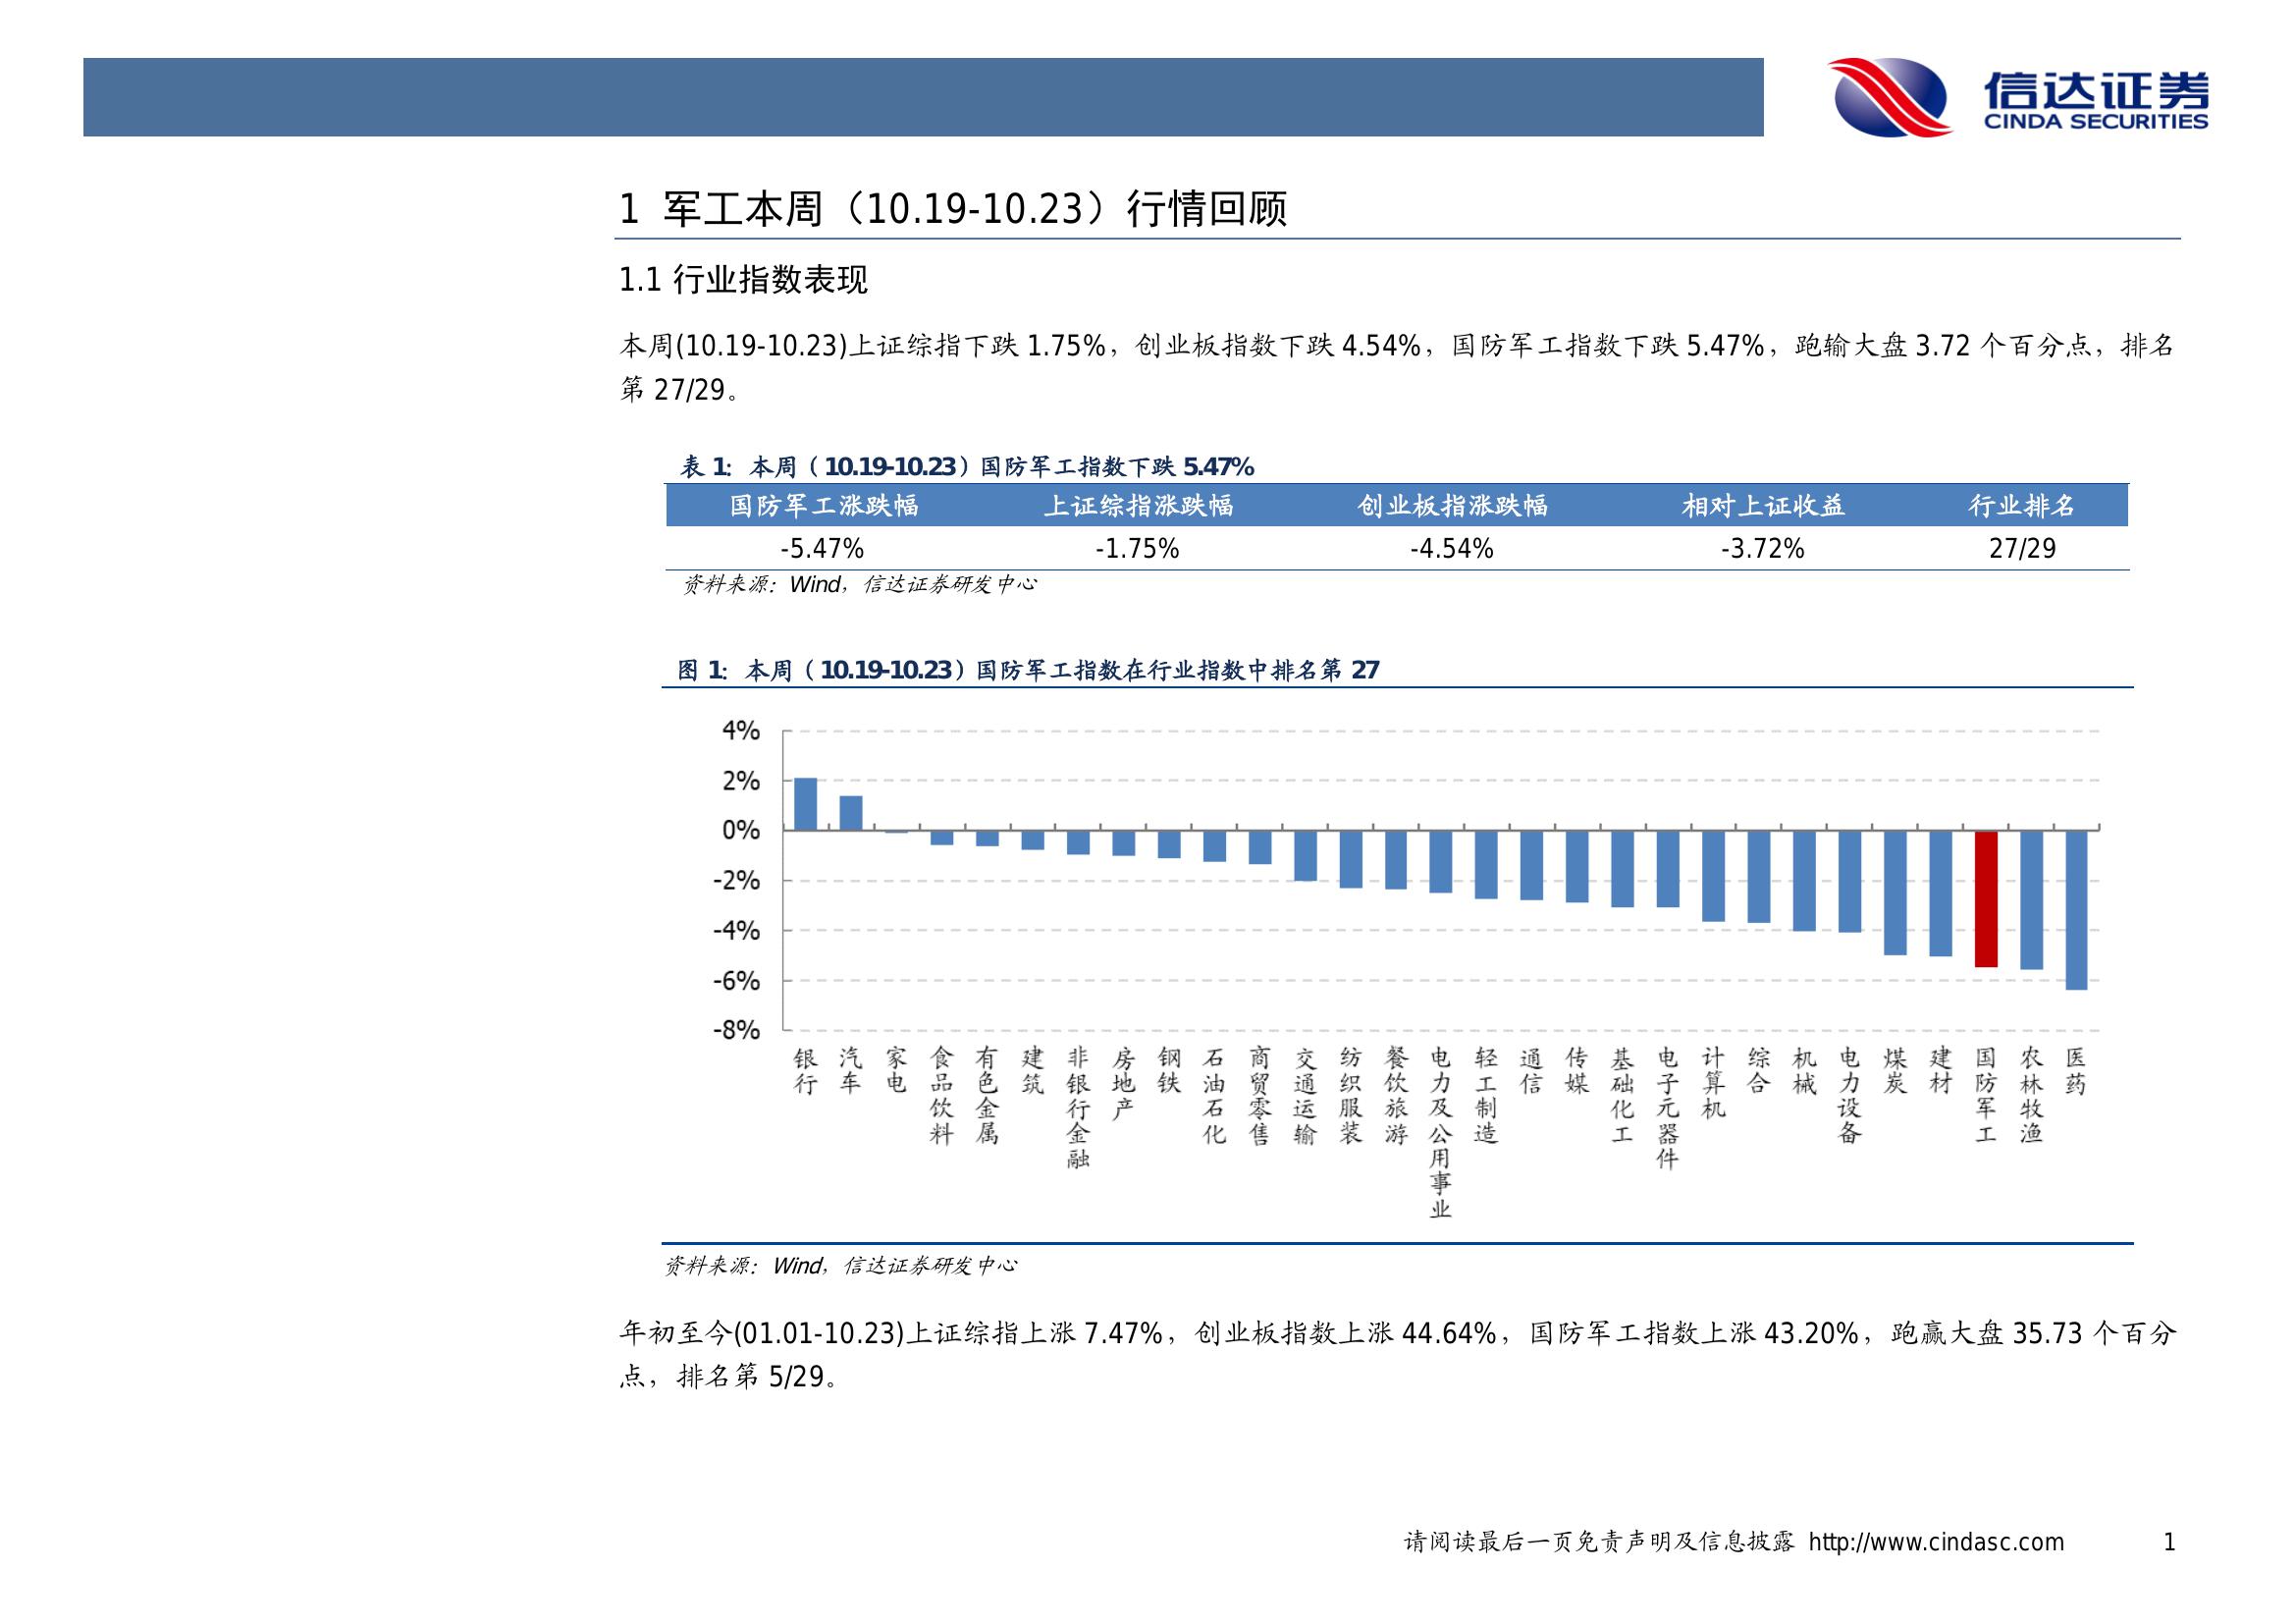 信达证券
CINDA SECURITIES
1 军工本周（10.19-10.23）行情回顾
1.1 行业指数表现
本周(10.19-10.23)上证综指下跌 1.75%，创业板指数下跌 4.54%，国防军工指数下跌 5.47%，跑输大盘 3.72 个百分点，排名
第 27/29。
表 1：本周（10.19-10.23）国防军工指数下跌 5.47%
国防军工涨跌幅 上证综指涨跌幅 创业板指涨跌幅 相对上证收益 行业排名
-5.47% -1.75% -4.54% -3.72% 27/29
资料来源：Wind，信达证券研发中心
图 1：本周（10.19-10.23）国防军工指数在行业指数中排名第 27
4%
2%
0%
-2%
-4%
-6%
-8%
银行
汽车
家电
食品饮料
有色金属
建筑
非银行金融
房地产
钢铁
石油石化
商贸零售
交通运输
纺织服装
餐饮旅游
电力及公用事业
轻工制造
通信
传媒
基础化工
电子元器件
计算机
综合
机械
电力设备
煤炭
建材
国防军工
农林牧渔
医药
资料来源：Wind，信达证券研发中心
年初至今(01.01-10.23)上证综指上涨 7.47%，创业板指数上涨 44.64%，国防军工指数上涨 43.20%，跑赢大盘 35.73 个百分
点，排名第 5/29。
请阅读最后一页免责声明及信息披露 http://www.cindasc.com 1